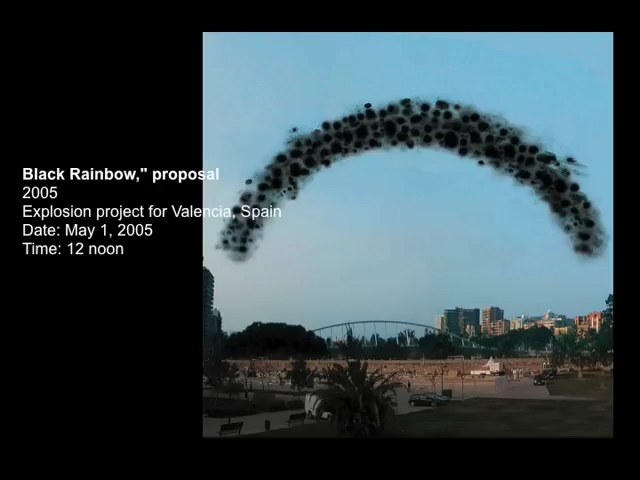 Black Rainbow," proposal
2005
Explosion project for Valencia, Spain
Date: May 1, 2005
Time: 12 noon